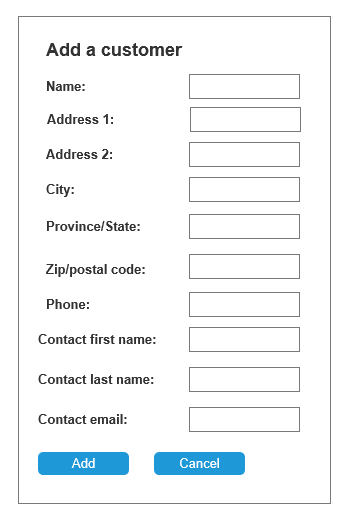 Add a customer
Name:
Address 1:
Address 2:
City:
Province/State:
Zip/postal code:
Phone:
Contact first name:
Contact last name:
Contact email:
Add Cancel